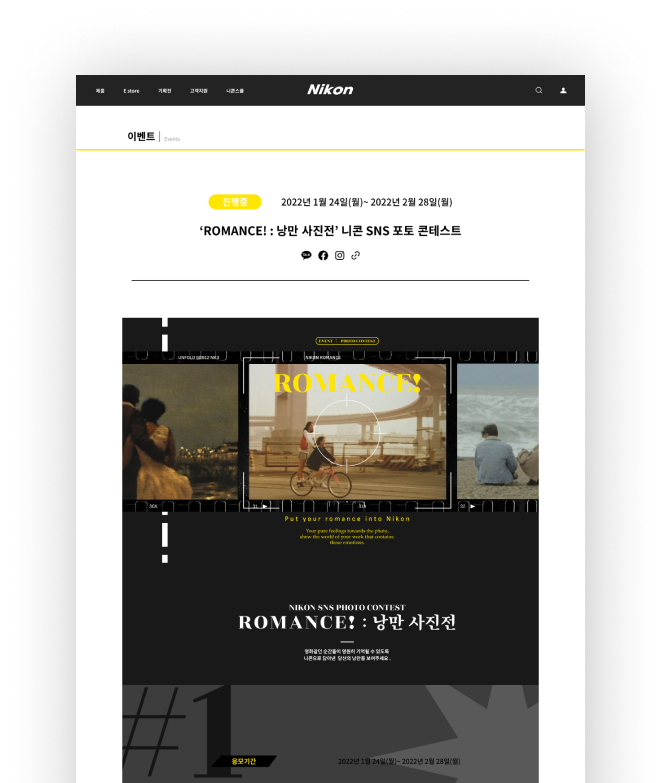 제품 E store 기획전 고객지원 니콘스쿨 Nikon
이벤트 | Events
진행중 2022년 1월 24일(월)~ 2022년 2월 28일(월)
‘ROMANCE! : 낭만 사진전’ 니콘 SNS 포토 콘테스트
EVENT | PHOTO CONTEST
NIKON ROMANCE
ROMANCE!
30A 31 31A 32
Put your romance into Nikon
Your pure feelings towards the photo,
show the world of your work that contains
those emotions.
NIKON SNS PHOTO CONTEST
ROMANCE! : 낭만 사진전
영화같던 순간들이 영원히 기억될 수 있도록
니콘으로 담아낸 당신의 낭만을 보여주세요 .
#1
응모기간 2022년 1월 24일(월)~ 2022년 2월 28일(월)